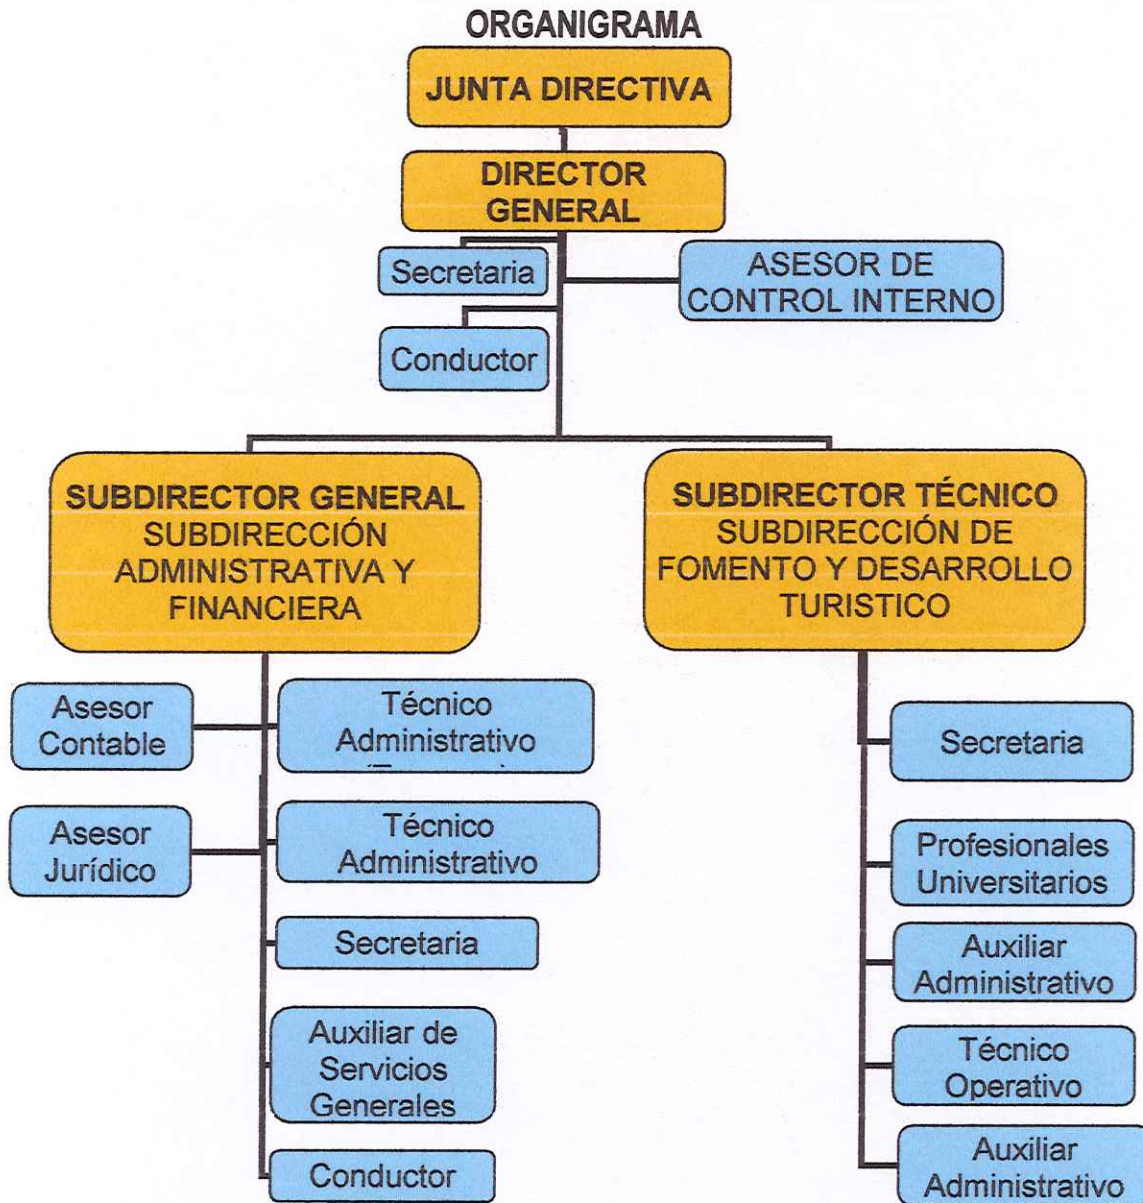 ORGANIGRAMA
JUNTA DIRECTIVA
DIRECTOR
GENERAL
Secretaria
ASESOR DE
CONTROL INTERNO
Conductor
SUBDIRECTOR GENERAL
SUBDIRECCIÓN
ADMINISTRATIVA Y
FINANCIERA
SUBDIRECTOR TÉCNICO
SUBDIRECCIÓN DE
FOMENTO Y DESARROLLO
TURISTICO
Asesor
Contable
Técnico
Administrativo
Asesor
Jurídico
Técnico
Administrativo
Secretaria
Auxiliar de
Servicios
Generales
Conductor
Secretaria
Profesionales
Universitarios
Auxiliar
Administrativo
Técnico
Operativo
Auxiliar
Administrativo